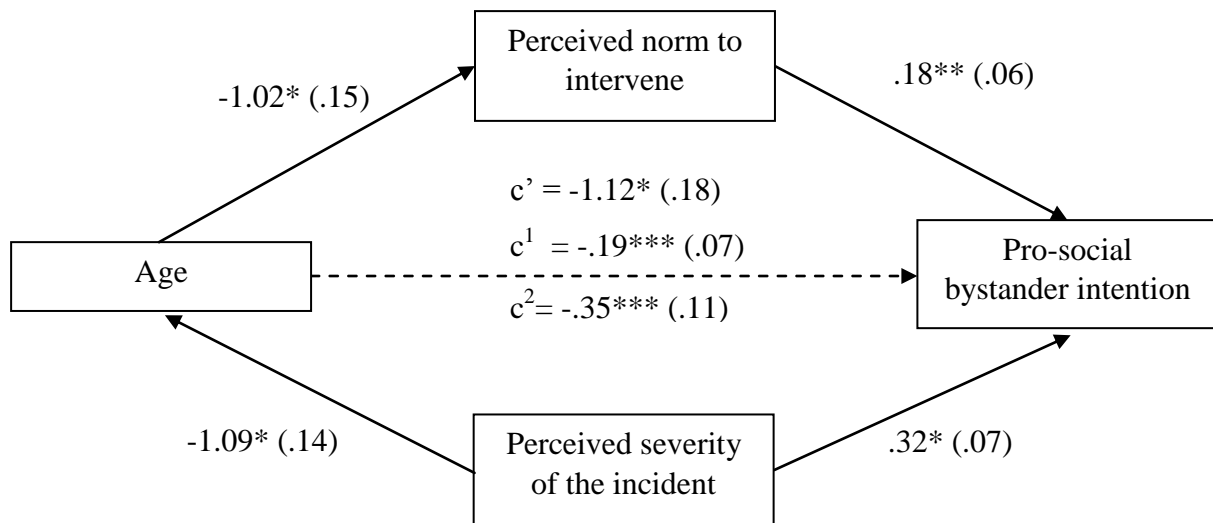 Perceived norm to
intervene
-1.02* (.15)
.18** (.06)
c’ = -1.12* (.18)
c¹ = -.19*** (.07)
c²= -.35*** (.11)
Age
Pro-social
bystander intention
-1.09* (.14)
Perceived severity
of the incident
.32* (.07)